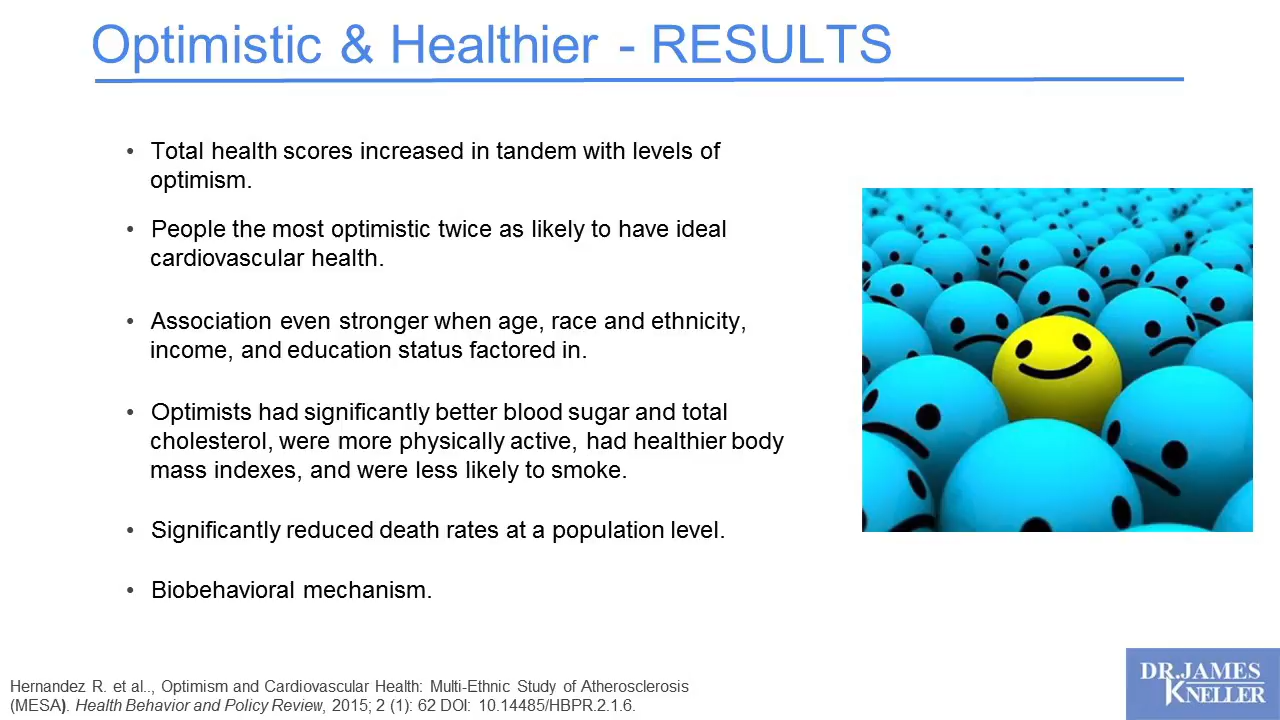 Optimistic & Healthier - RESULTS
• Total health scores increased in tandem with levels of
optimism.
• People the most optimistic twice as likely to have ideal
cardiovascular health.
• Association even stronger when age, race and ethnicity,
income, and education status factored in.
• Optimists had significantly better blood sugar and total
cholesterol, were more physically active, had healthier body
mass indexes, and were less likely to smoke.
• Significantly reduced death rates at a population level.
• Biobehavioral mechanism.
Hernandez R. et al.., Optimism and Cardiovascular Health: Multi-Ethnic Study of Atherosclerosis
(MESA). Health Behavior and Policy Review, 2015; 2 (1): 62 DOI: 10.14485/HBPR.2.1.6.
DR.JAMES
KNELLER